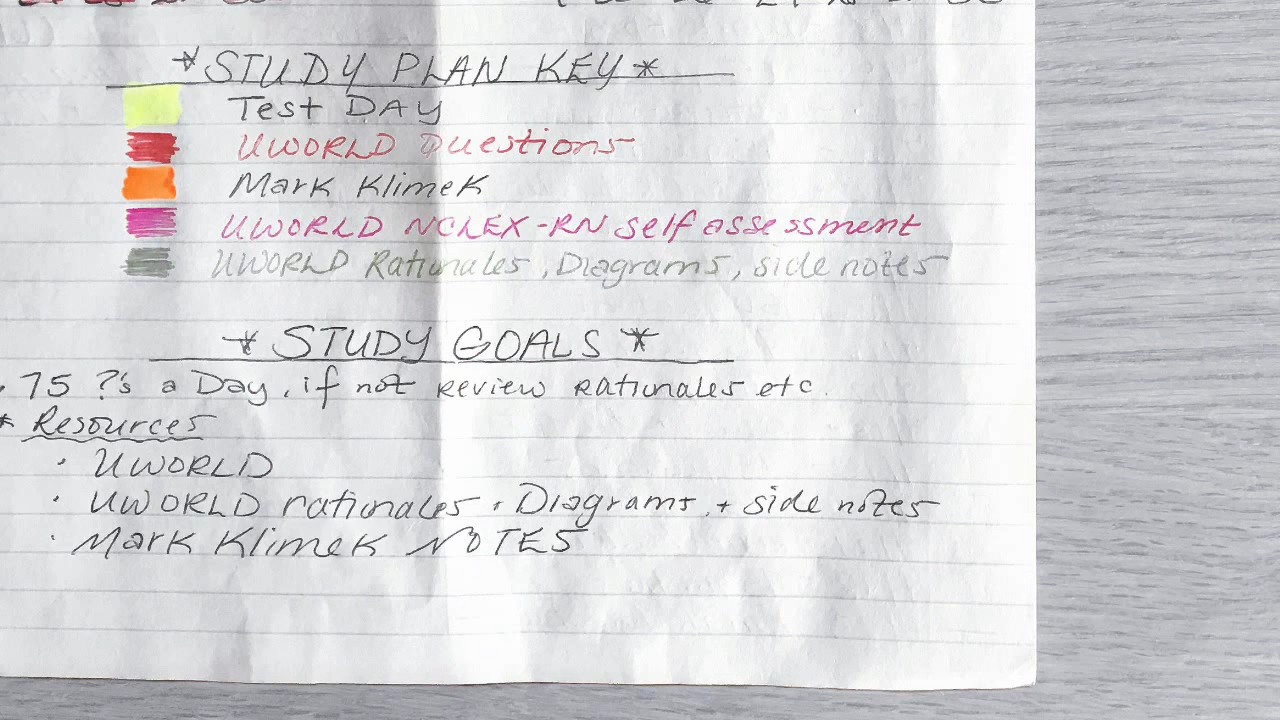 *STUDY PLAN KEY*
Test DAY
UWORLD Questions
Mark Klimek
UWORLD NCLEX-RN self assessment
UWORLD Rationales, Diagrams, side notes
* STUDY GOALS *
· 75 ?'s a Day, if not review rationales etc.
* Resources
· UWORLD
· UWORLD rationales, Diagrams, + side notes
· Mark Klimek NOTES